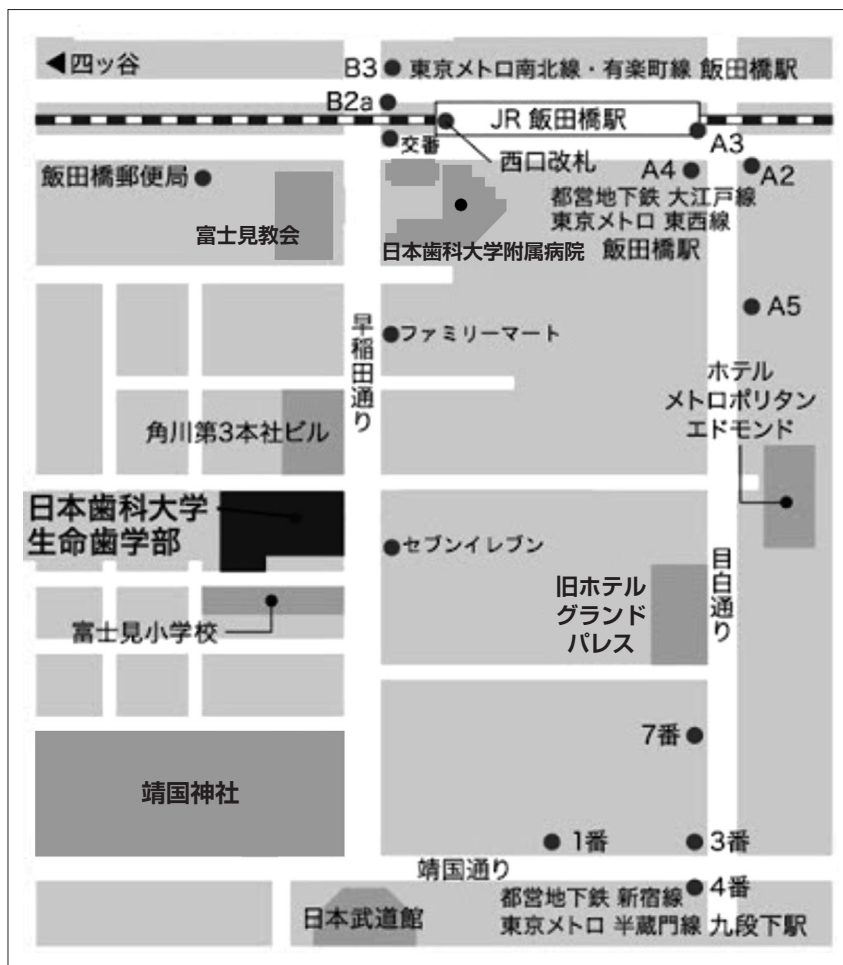 ◀四ッ谷
B3
東京メトロ南北線・有楽町線 飯田橋駅
B2a
JR 飯田橋駅
交番
西口改札
A3
A4
A2
飯田橋郵便局
都営地下鉄 大江戸線
東京メトロ 東西線
飯田橋駅
富士見教会
日本歯科大学附属病院
A5
早稲田通り
ファミリーマート
ホテル
メトロポリタン
エドモンド
角川第3本社ビル
日本歯科大学
生命歯学部
セブンイレブン
目白通り
旧ホテル
グランド
パレス
富士見小学校
7番
靖国神社
1番
3番
靖国通り
4番
都営地下鉄 新宿線
東京メトロ 半蔵門線 九段下駅
日本武道館